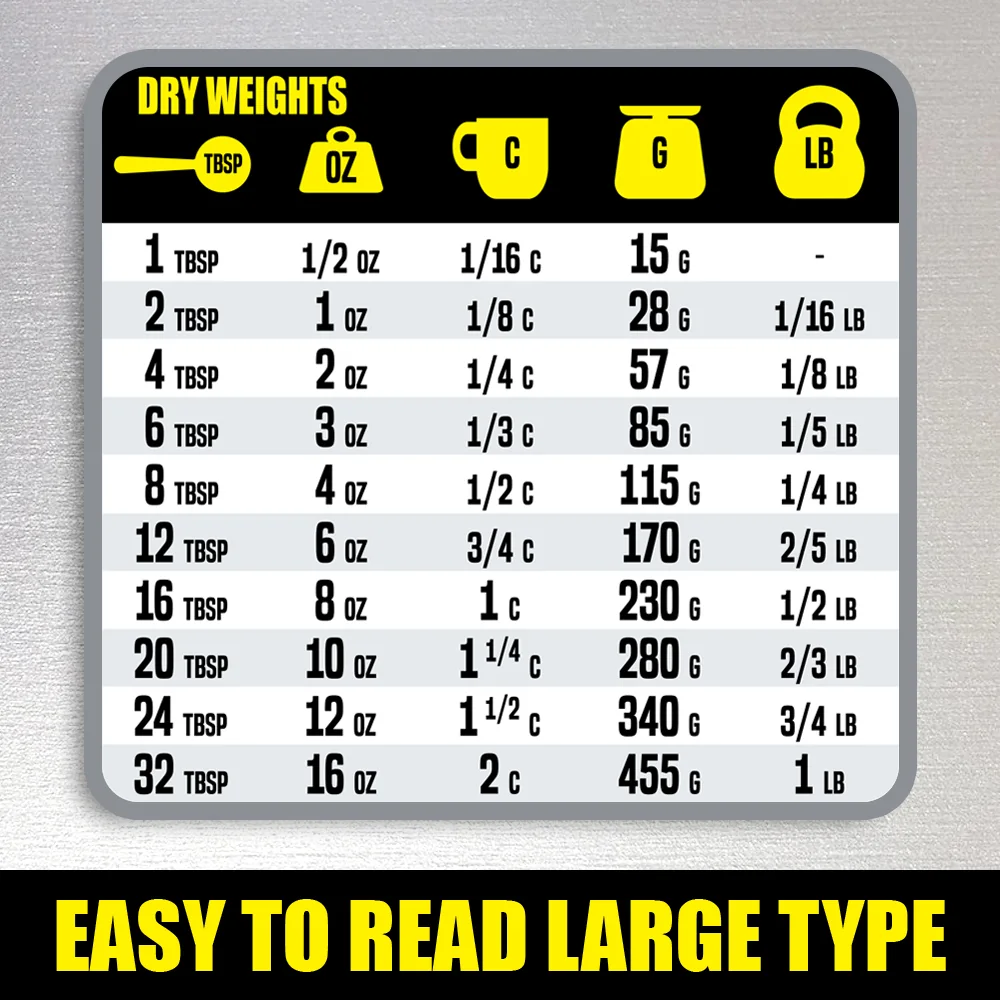 DRY WEIGHTS
TBSP OZ C G LB
1 TBSP 1/2 OZ 1/16 C 15 G -
2 TBSP 1 OZ 1/8 C 28 G 1/16 LB
4 TBSP 2 OZ 1/4 C 57 G 1/8 LB
6 TBSP 3 OZ 1/3 C 85 G 1/5 LB
8 TBSP 4 OZ 1/2 C 115 G 1/4 LB
12 TBSP 6 OZ 3/4 C 170 G 2/5 LB
16 TBSP 8 OZ 1 C 230 G 1/2 LB
20 TBSP 10 OZ 1 1/4 C 280 G 2/3 LB
24 TBSP 12 OZ 1 1/2 C 340 G 3/4 LB
32 TBSP 16 OZ 2 C 455 G 1 LB
EASY TO READ LARGE TYPE